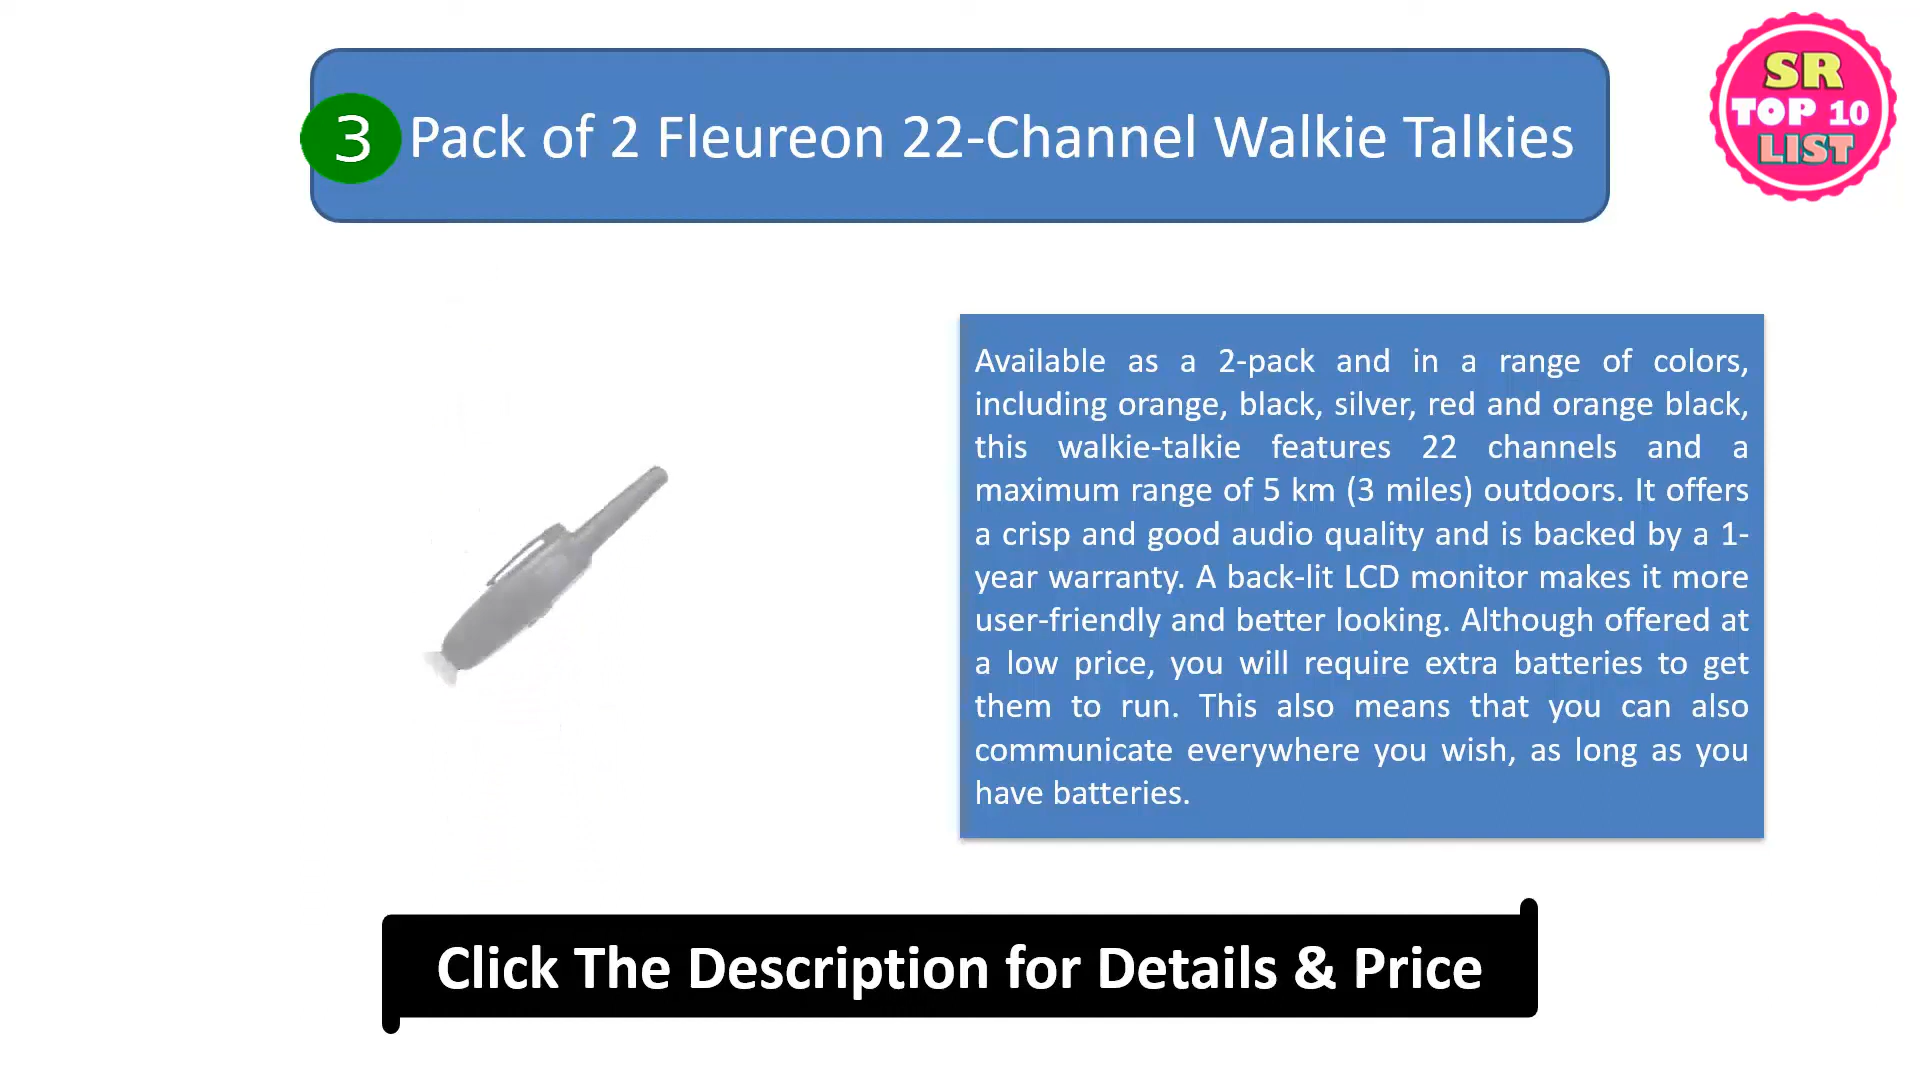 SR
TOP 10
LIST
3 Pack of 2 Fleureon 22-Channel Walkie Talkies
Available as a 2-pack and in a range of colors,
including orange, black, silver, red and orange black,
this walkie-talkie features 22 channels and a
maximum range of 5 km (3 miles) outdoors. It offers
a crisp and good audio quality and is backed by a 1-
year warranty. A back-lit LCD monitor makes it more
user-friendly and better looking. Although offered at
a low price, you will require extra batteries to get
them to run. This also means that you can also
communicate everywhere you wish, as long as you
have batteries.
Click The Description for Details & Price